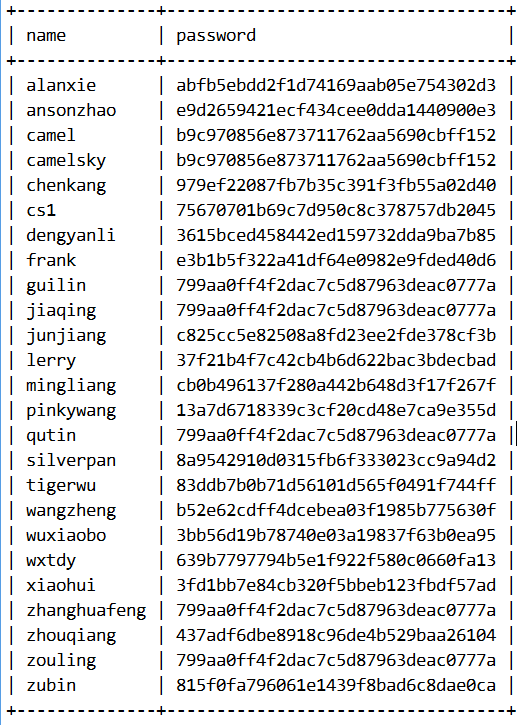 +--------------+----------------------------------+
| name         | password                         |
+--------------+----------------------------------+
| alanxie      | abfb5ebdd2f1d74169aab05e754302d3 |
| ansonzhao    | e9d2659421ecf434cee0dda1440900e3 |
| camel        | b9c970856e873711762aa5690cbff152 |
| camelsky     | b9c970856e873711762aa5690cbff152 |
| chenkang     | 979ef22087fb7b35c391f3fb55a02d40 |
| cs1          | 75670701b69c7d950c8c378757db2045 |
| dengyanli    | 3615bced458442ed159732dda9ba7b85 |
| frank        | e3b1b5f322a41df64e0982e9fded40d6 |
| guilin       | 799aa0ff4f2dac7c5d87963deac0777a |
| jiaqing      | 799aa0ff4f2dac7c5d87963deac0777a |
| junjiang     | c825cc5e82508a8fd23ee2fde378cf3b |
| lerry        | 37f21b4f7c42cb4b6d622bac3bdecbad |
| mingliang    | cb0b496137f280a442b648d3f17f267f |
| pinkywang    | 13a7d6718339c3cf20cd48e7ca9e355d |
| qutin        | 799aa0ff4f2dac7c5d87963deac0777a |
| silverpan    | 8a9542910d0315fb6f333023cc9a94d2 |
| tigerwu      | 83ddb7b0b71d56101d565f0491f744ff |
| wangzheng    | b52e62cdff4dcebea03f1985b775630f |
| wuxiaobo     | 3bb56d19b78740e03a19837f63b0ea95 |
| wxtdy        | 639b7797794b5e1f922f580c0660fa13 |
| xiaohui      | 3fd1bb7e84cb320f5bbeb123fbdf57ad |
| zhanghuafeng | 799aa0ff4f2dac7c5d87963deac0777a |
| zhouqiang    | 437adf6dbe8918c96de4b529baa26104 |
| zouling      | 799aa0ff4f2dac7c5d87963deac0777a |
| zubin        | 815f0fa796061e1439f8bad6c8dae0ca |
+--------------+----------------------------------+